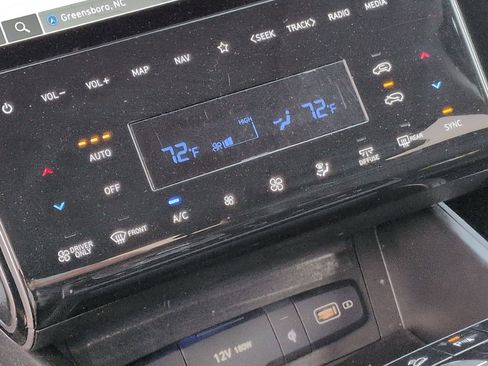 Greensboro, NC
VOL− VOL+ MAP NAV ☆ <SEEK TRACK> RADIO MEDIA
AUTO 72°F HIGH 72°F SYNC
OFF A/C DIFFUSE REAR
DRIVER ONLY FRONT
12V 180W